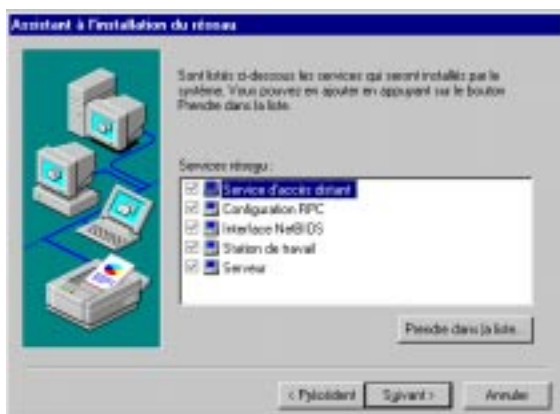 Assistant à l'installation du réseau
Sont listés ci-dessous les services qui seront installés par le
système. Vous pouvez en ajouter en appuyant sur le bouton
Prendre dans la liste.
Services réseau :
Service d'accès distant
Configuration RPC
Interface NetBIOS
Station de travail
Serveur
Prendre dans la liste...
< Précédent
Suivant >
Annuler